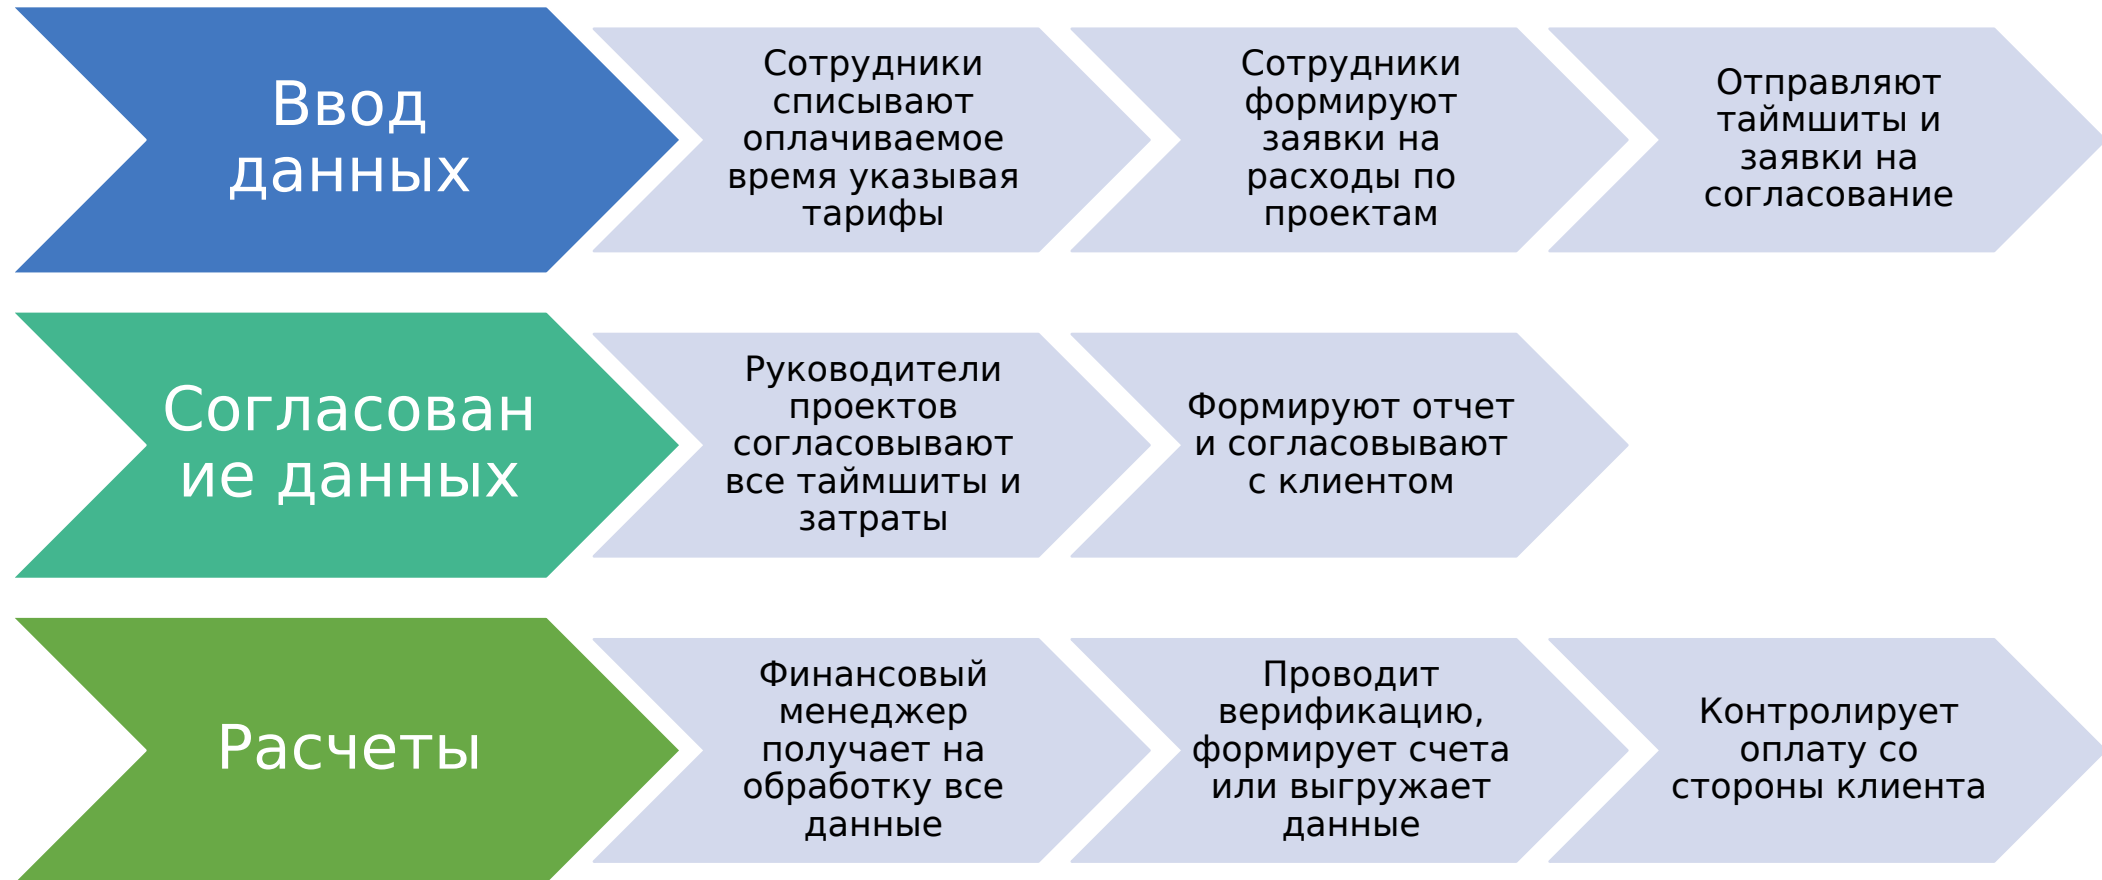 Ввод
данных
Сотрудники
списывают
оплачиваемое
время указывая
тарифы
Сотрудники
формируют
заявки на
расходы по
проектам
Отправляют
таймшиты и
заявки на
согласование
Согласован
ие данных
Руководители
проектов
согласовывают
все таймшиты и
затраты
Формируют отчет
и согласовывают
с клиентом
Расчеты
Финансовый
менеджер
получает на
обработку все
данные
Проводит
верификацию,
формирует счета
или выгружает
данные
Контролирует
оплату со
стороны клиента